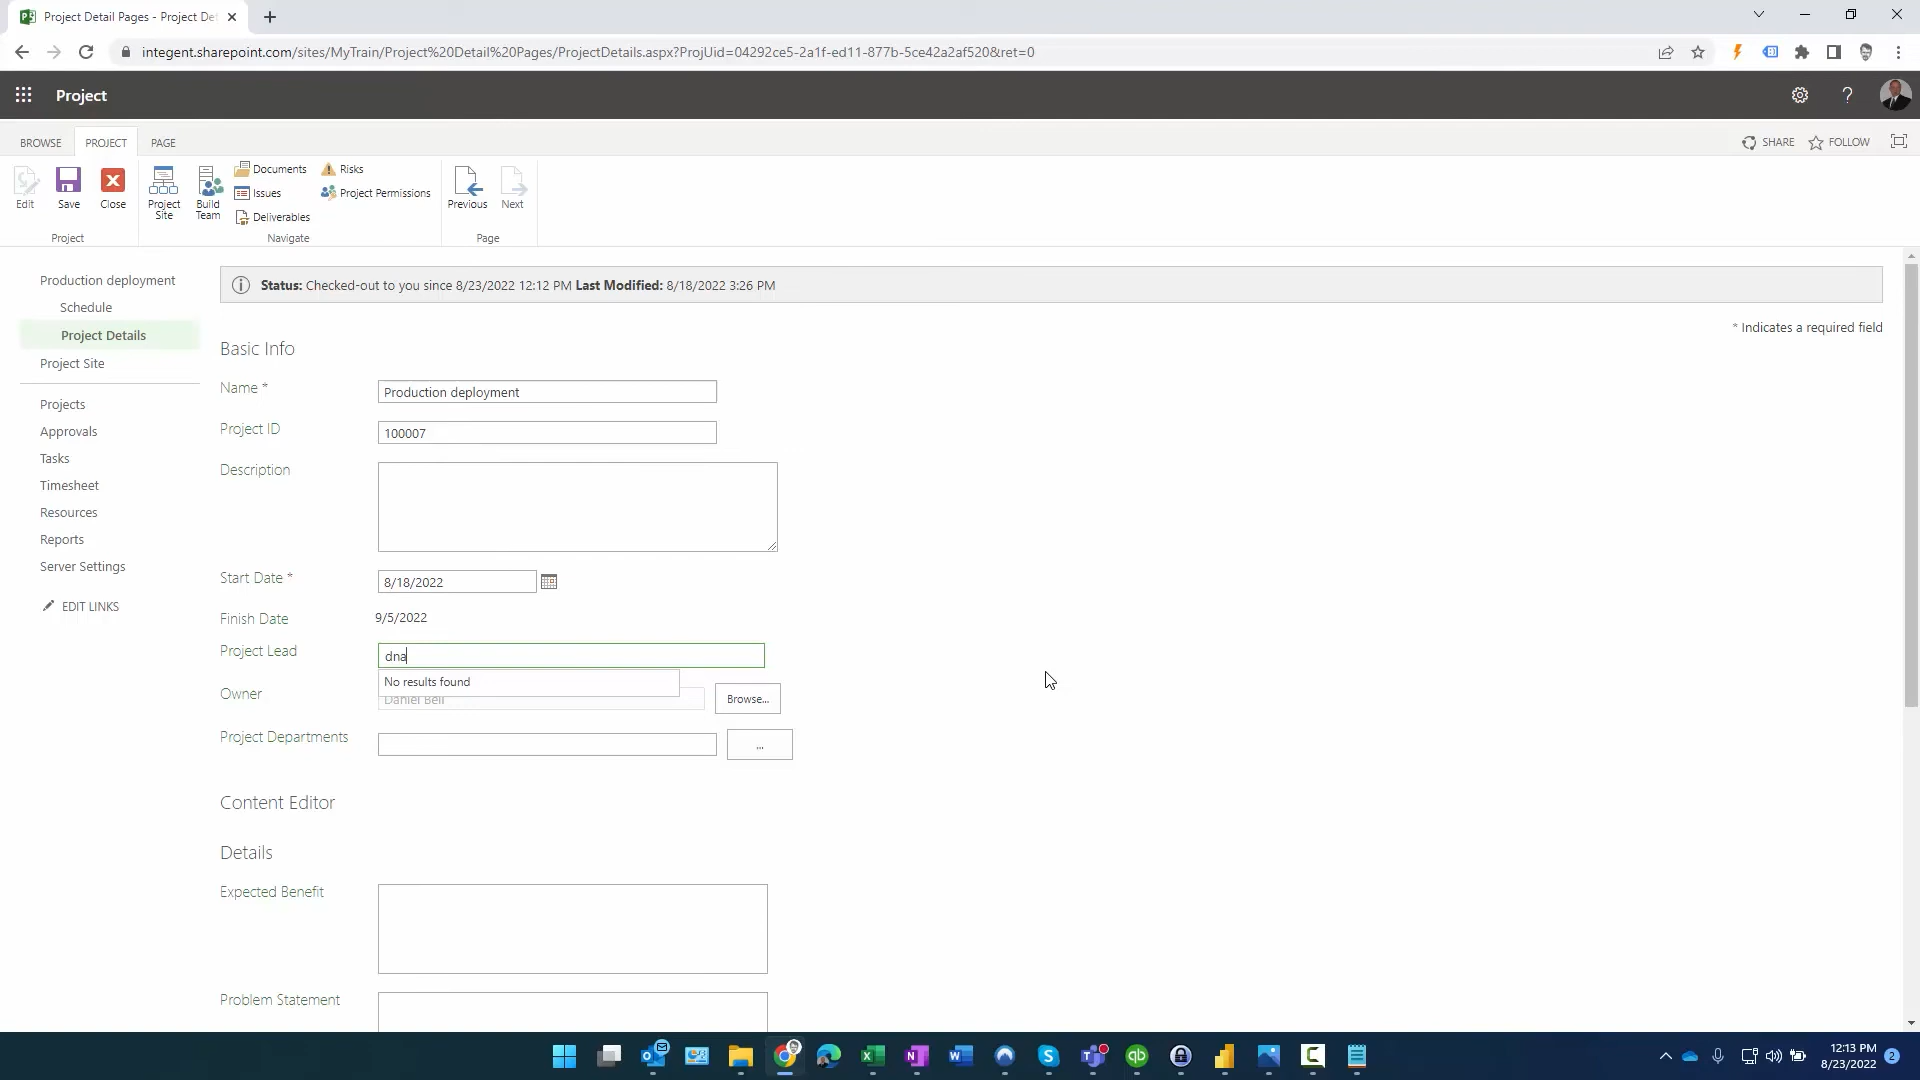 Project Detail Pages - Project Det
integent.sharepoint.com/sites/MyTrain/Project%20Detail%20Pages/ProjectDetails.aspx?ProjUid=04292ce5-2a1f-ed11-877b-5ce42a2af520&ret=0
Project
BROWSE PROJECT PAGE SHARE FOLLOW
Edit Save Close Project Site Build Team Documents Issues Deliverables Risks Project Permissions Previous Next
Project Navigate Page
Production deployment
Schedule
Project Details
Project Site
Projects
Approvals
Tasks
Timesheet
Resources
Reports
Server Settings
EDIT LINKS
Status: Checked-out to you since 8/23/2022 12:12 PM Last Modified: 8/18/2022 3:26 PM
* Indicates a required field
Basic Info
Name * Production deployment
Project ID 100007
Description
Start Date * 8/18/2022
Finish Date 9/5/2022
Project Lead dna
No results found
Owner Daniel Bell Browse...
Project Departments ...
Content Editor
Details
Expected Benefit
Problem Statement
12:13 PM
8/23/2022 2